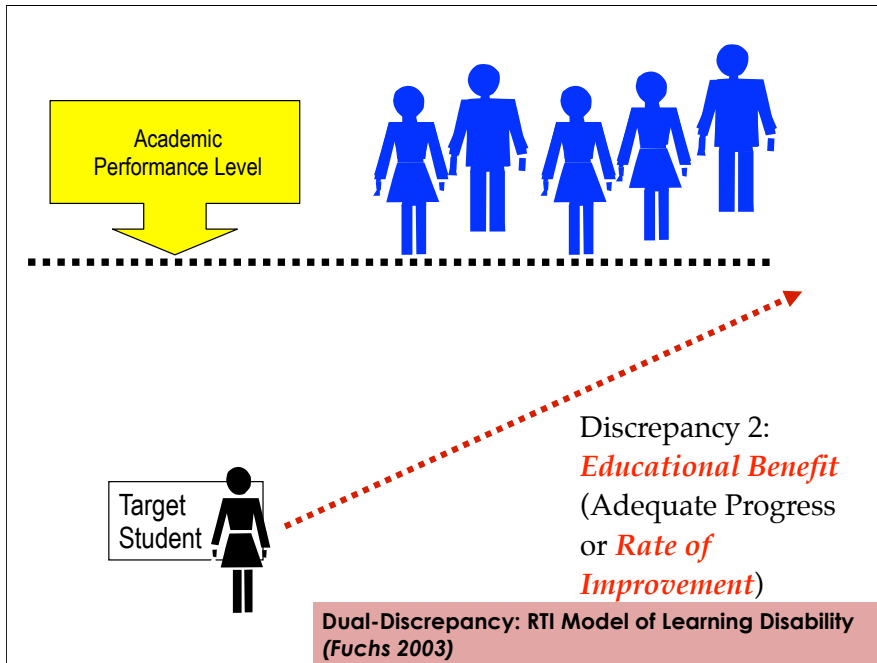 Academic
Performance Level
Target
Student
Discrepancy 2:
Educational Benefit
(Adequate Progress
or Rate of
Improvement)
Dual-Discrepancy: RTI Model of Learning Disability
(Fuchs 2003)